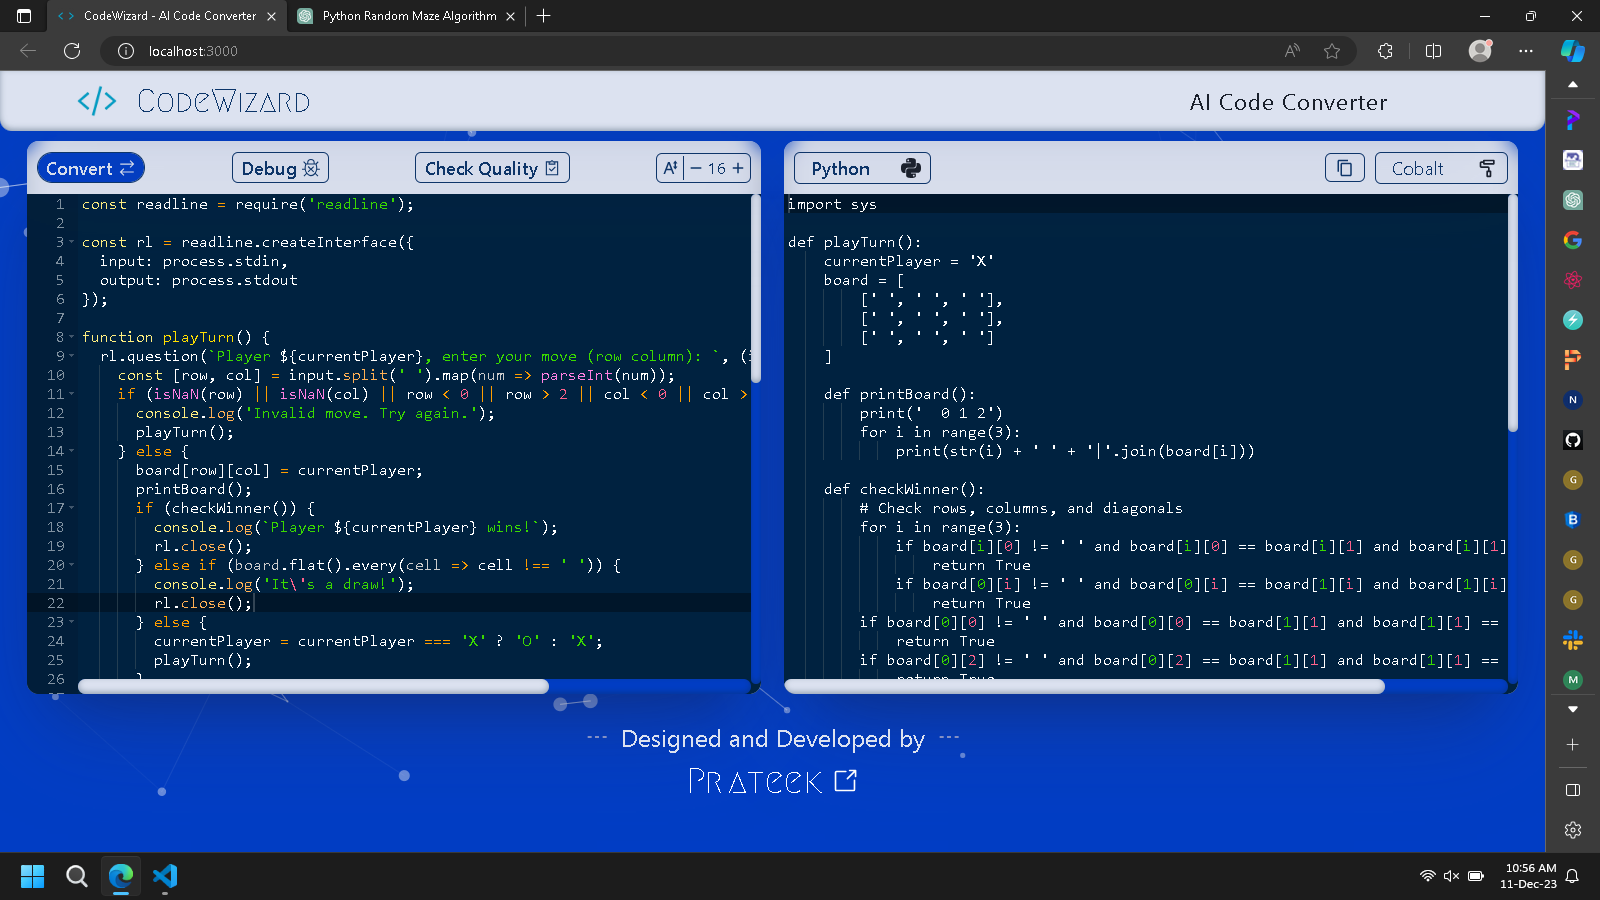 CodeWizard - AI Code Converter
Python Random Maze Algorithm
localhost:3000
CodeWizard
AI Code Converter
Convert
Debug
Check Quality
A
16
Python
Cobalt
1 const readline = require('readline');
2
3 const rl = readline.createInterface({
4   input: process.stdin,
5   output: process.stdout
6 });
7
8 function playTurn() {
9   rl.question(`Player ${currentPlayer}, enter your move (row column): `, (
10     const [row, col] = input.split(' ').map(num => parseInt(num));
11     if (isNaN(row) || isNaN(col) || row < 0 || row > 2 || col < 0 || col >
12       console.log('Invalid move. Try again.');
13       playTurn();
14     } else {
15       board[row][col] = currentPlayer;
16       printBoard();
17       if (checkWinner()) {
18         console.log(`Player ${currentPlayer} wins!`);
19         rl.close();
20       } else if (board.flat().every(cell => cell !== ' ')) {
21         console.log('It\'s a draw!');
22         rl.close();
23       } else {
24         currentPlayer = currentPlayer === 'X' ? 'O' : 'X';
25         playTurn();
26       }
import sys
def playTurn():
    currentPlayer = 'X'
    board = [
        [' ', ' ', ' '],
        [' ', ' ', ' '],
        [' ', ' ', ' ']
    ]
    def printBoard():
        print('  0 1 2')
        for i in range(3):
            print(str(i) + ' ' + '|'.join(board[i]))
    def checkWinner():
        # Check rows, columns, and diagonals
        for i in range(3):
            if board[i][0] != ' ' and board[i][0] == board[i][1] and board[i][1]
                return True
            if board[0][i] != ' ' and board[0][i] == board[1][i] and board[1][i]
                return True
        if board[0][0] != ' ' and board[0][0] == board[1][1] and board[1][1] ==
            return True
        if board[0][2] != ' ' and board[0][2] == board[1][1] and board[1][1] ==
            return True
--- Designed and Developed by ---
Prateek
N
G
B
G
G
M
10:56 AM
11-Dec-23